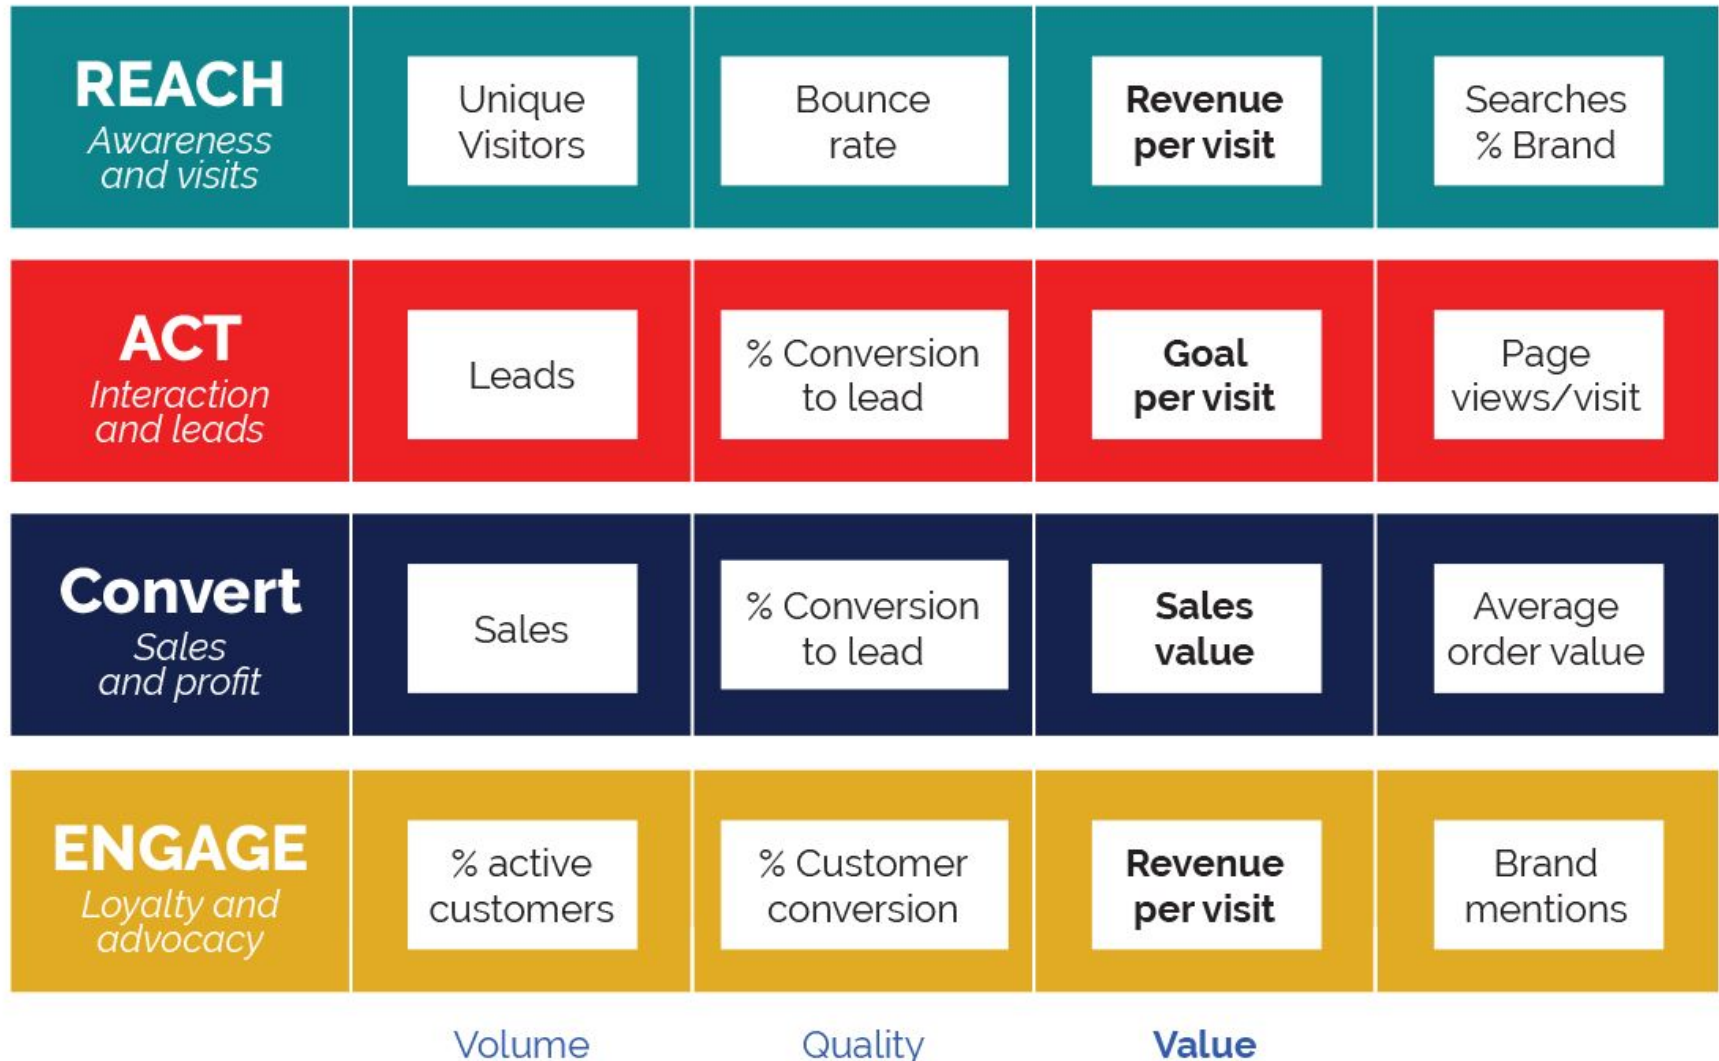 REACH
Awareness
and visits
Unique
Visitors
Bounce
rate
Revenue
per visit
Searches
% Brand
ACT
Interaction
and leads
Leads
% Conversion
to lead
Goal
per visit
Page
views/visit
Convert
Sales
and profit
Sales
% Conversion
to lead
Sales
value
Average
order value
ENGAGE
Loyalty and
advocacy
% active
customers
% Customer
conversion
Revenue
per visit
Brand
mentions
Volume
Quality
Value